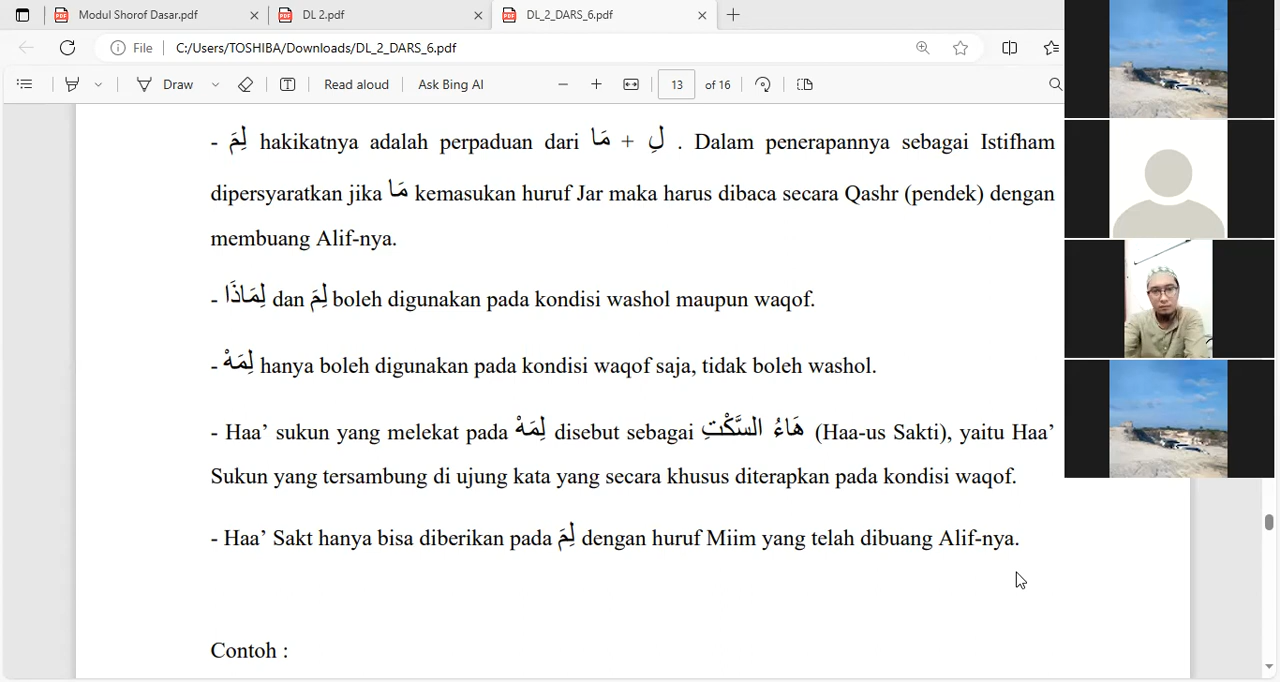 Modul Shorof Dasar.pdf
DL 2.pdf
DL_2_DARS_6.pdf
File
C:/Users/TOSHIBA/Downloads/DL_2_DARS_6.pdf
Draw
Read aloud
Ask Bing AI
13 of 16
- لِمَ hakikatnya adalah perpaduan dari لِ + مَا . Dalam penerapannya sebagai Istifham
dipersyaratkan jika مَا kemasukan huruf Jar maka harus dibaca secara Qashr (pendek) dengan
membuang Alif-nya.
- لِمَاذَا dan لِمَ boleh digunakan pada kondisi washol maupun waqof.
- لِمَهْ hanya boleh digunakan pada kondisi waqof saja, tidak boleh washol.
- Haa’ sukun yang melekat pada لِمَهْ disebut sebagai هَاءُ السَّكْتِ (Haa-us Sakti), yaitu Haa’
Sukun yang tersambung di ujung kata yang secara khusus diterapkan pada kondisi waqof.
- Haa’ Sakt hanya bisa diberikan pada لِمَ dengan huruf Miim yang telah dibuang Alif-nya.
Contoh :